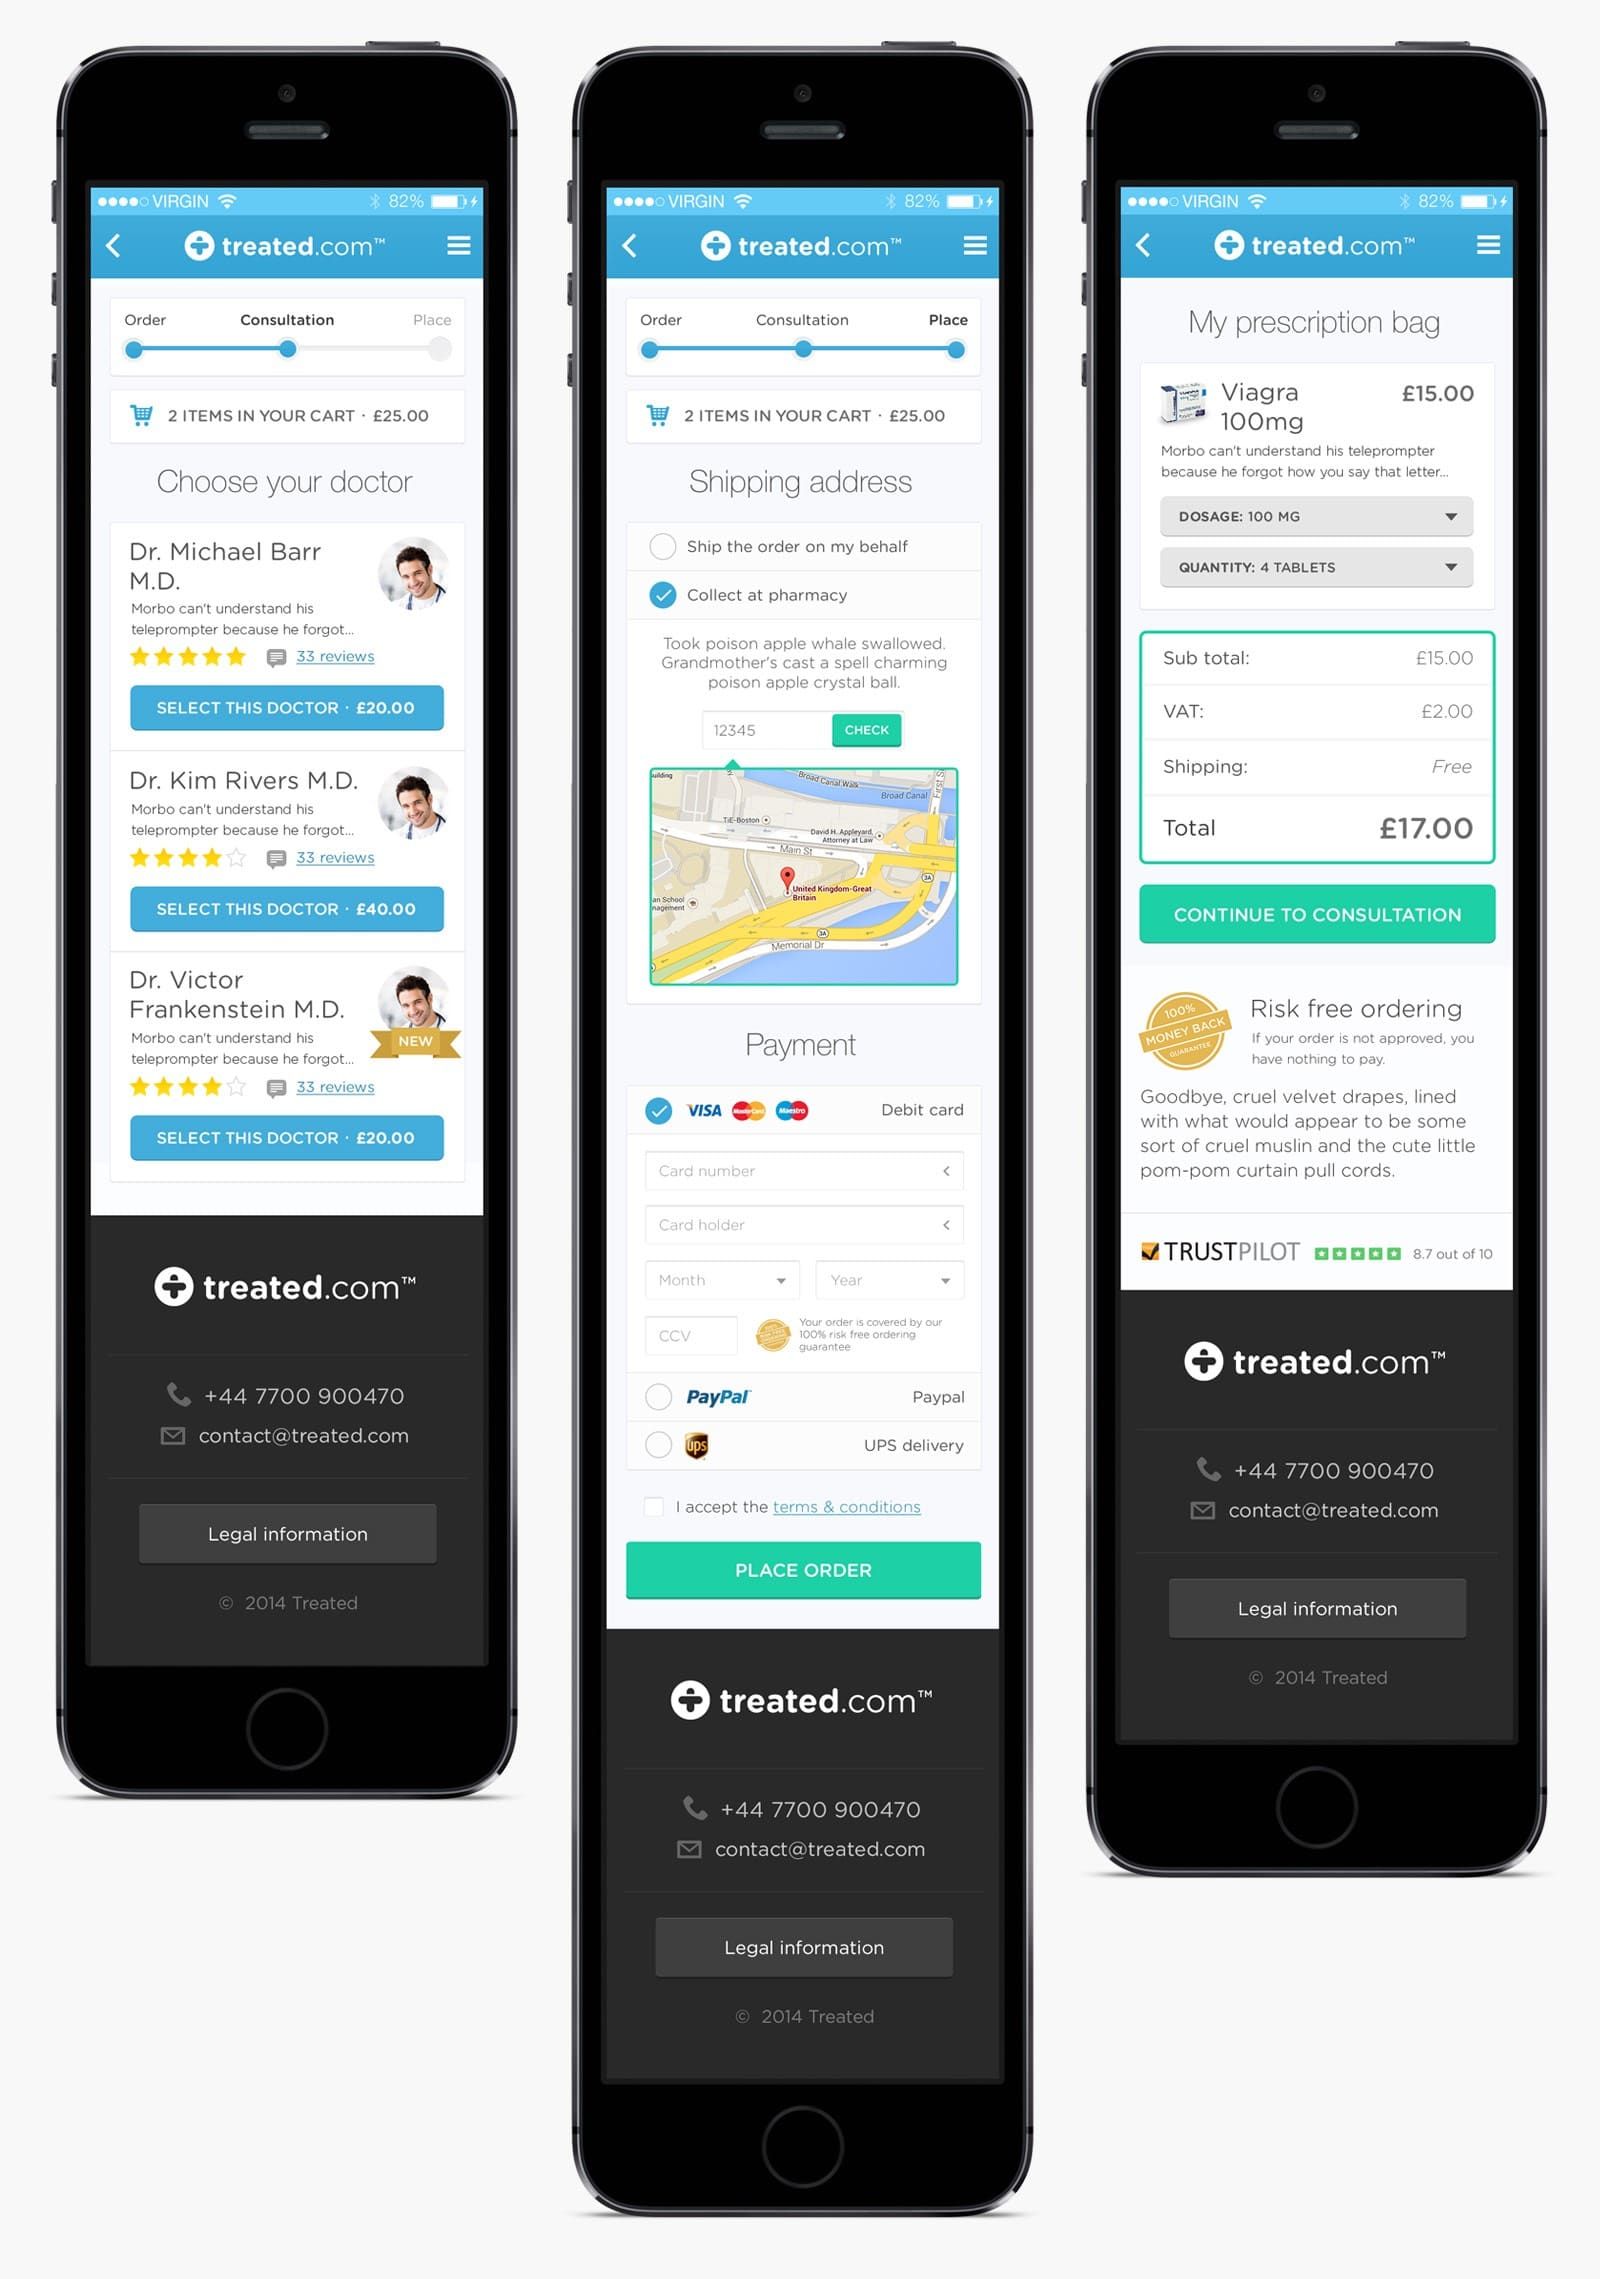 VIRGIN 82%
treated.com™
Order Consultation Place
2 ITEMS IN YOUR CART · £25.00
Choose your doctor
Dr. Michael Barr
M.D.
Morbo can't understand his
teleprompter because he forgot...
33 reviews
SELECT THIS DOCTOR · £20.00
Dr. Kim Rivers M.D.
Morbo can't understand his
teleprompter because he forgot...
33 reviews
SELECT THIS DOCTOR · £40.00
Dr. Victor
Frankenstein M.D.
NEW
Morbo can't understand his
teleprompter because he forgot...
33 reviews
SELECT THIS DOCTOR · £20.00
treated.com™
+44 7700 900470
contact@treated.com
Legal information
© 2014 Treated
VIRGIN 82%
treated.com™
Order Consultation Place
2 ITEMS IN YOUR CART · £25.00
Shipping address
Ship the order on my behalf
Collect at pharmacy
Took poison apple whale swallowed.
Grandmother's cast a spell charming
poison apple crystal ball.
12345 CHECK
uilding
Broad Canal Walk
Broad Canal
First S
TiE-Boston
David H. Appleyard,
Attorney at Law
Main St
3A
United Kingdom-Great
Britain
an School
nagement
3A
Memorial Dr
Payment
VISA MasterCard Maestro Debit card
Card number
Card holder
Month Year
CCV
Your order is covered by our
100% risk free ordering
guarantee
PayPal Paypal
ups UPS delivery
I accept the terms & conditions
PLACE ORDER
treated.com™
+44 7700 900470
contact@treated.com
Legal information
© 2014 Treated
VIRGIN 82%
treated.com™
My prescription bag
Viagra £15.00
100mg
Morbo can't understand his teleprompter
because he forgot how you say that letter...
DOSAGE: 100 MG
QUANTITY: 4 TABLETS
Sub total: £15.00
VAT: £2.00
Shipping: Free
Total £17.00
CONTINUE TO CONSULTATION
100%
MONEY BACK
GUARANTEE
Risk free ordering
If your order is not approved, you
have nothing to pay.
Goodbye, cruel velvet drapes, lined
with what would appear to be some
sort of cruel muslin and the cute little
pom-pom curtain pull cords.
TRUSTPILOT 8.7 out of 10
treated.com™
+44 7700 900470
contact@treated.com
Legal information
© 2014 Treated